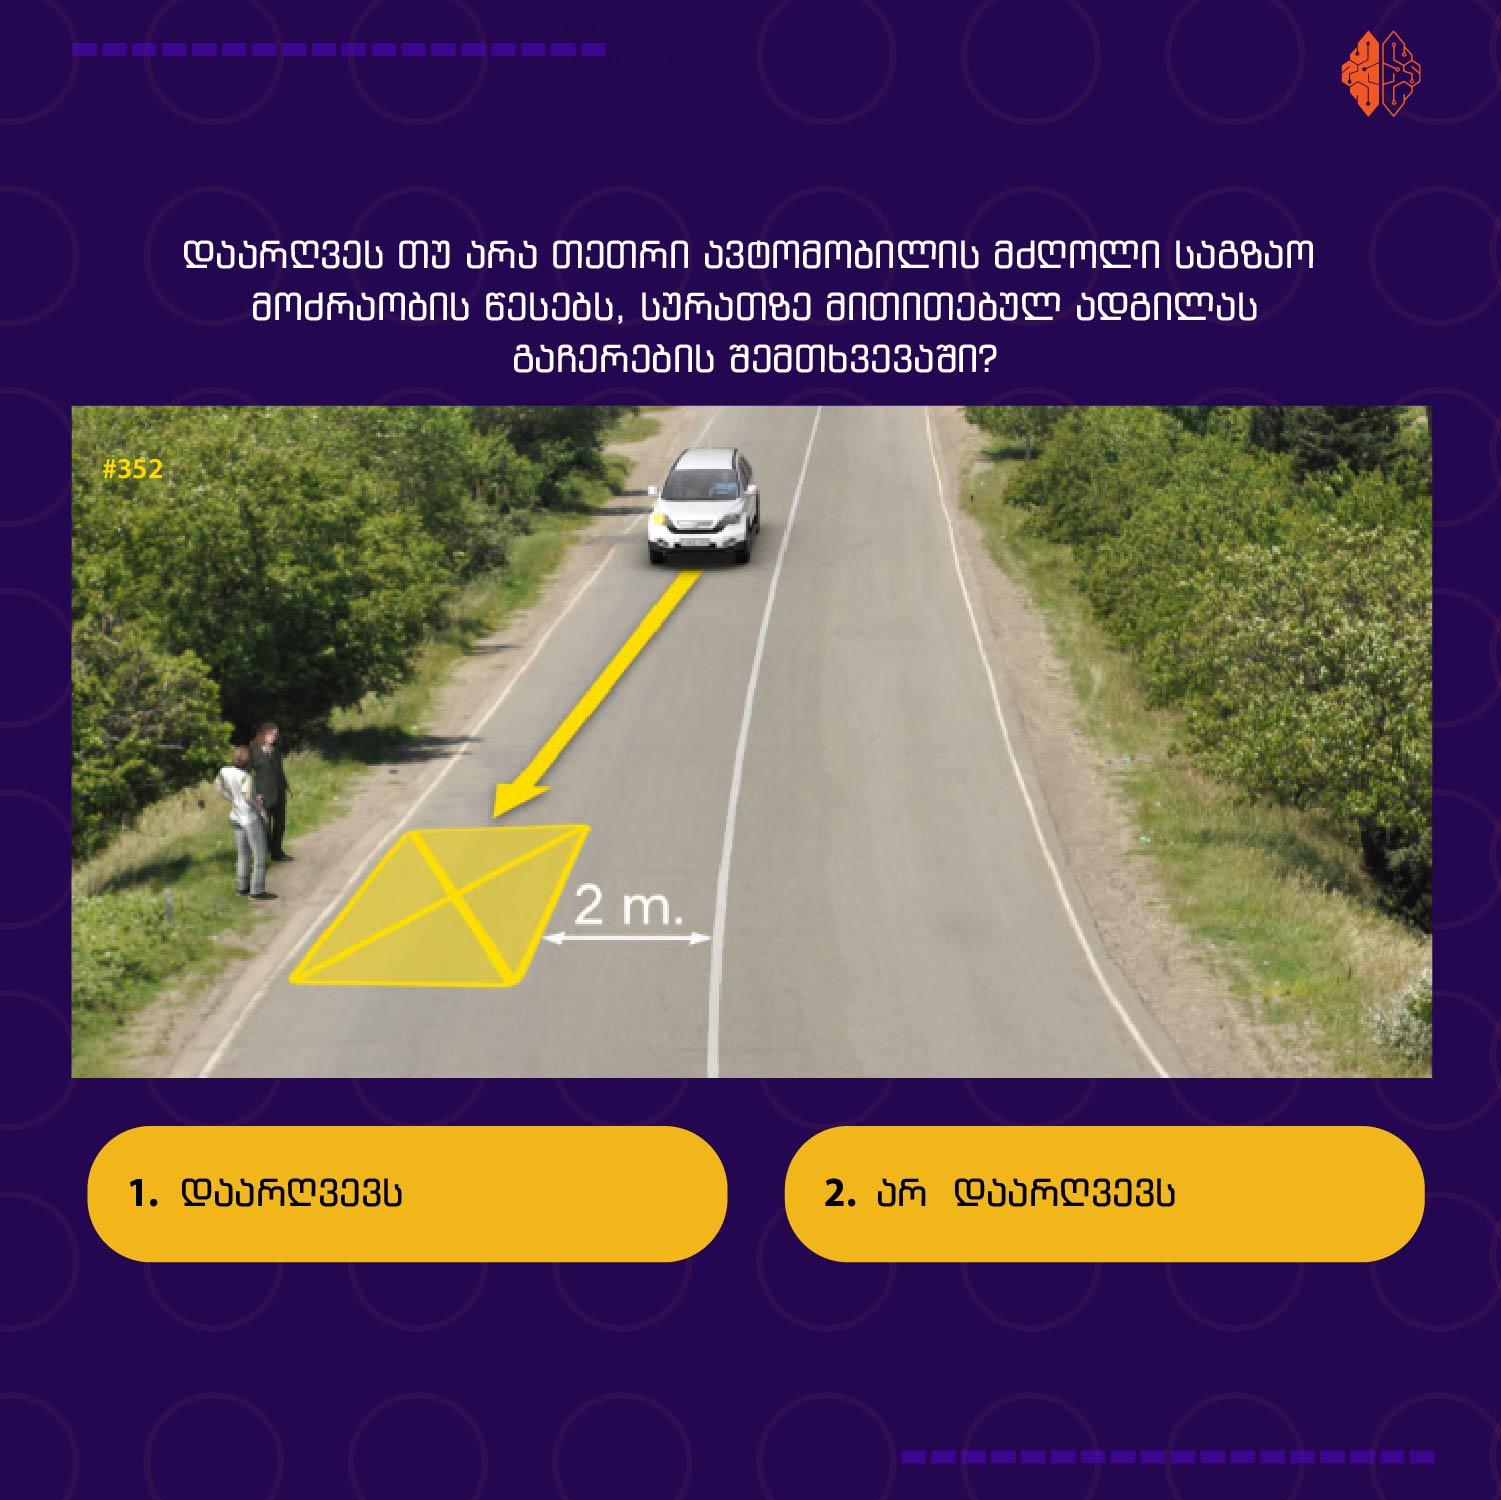 დაარღვეს თუ არა თეთრი ავტომობილის მძღოლი საგზაო
მოძრაობის წესებს, სურათზე მითითებულ ადგილას
გაჩერების შემთხვევაში?
#352
2 m.
1. დაარღვევს
2. არ დაარღვევს